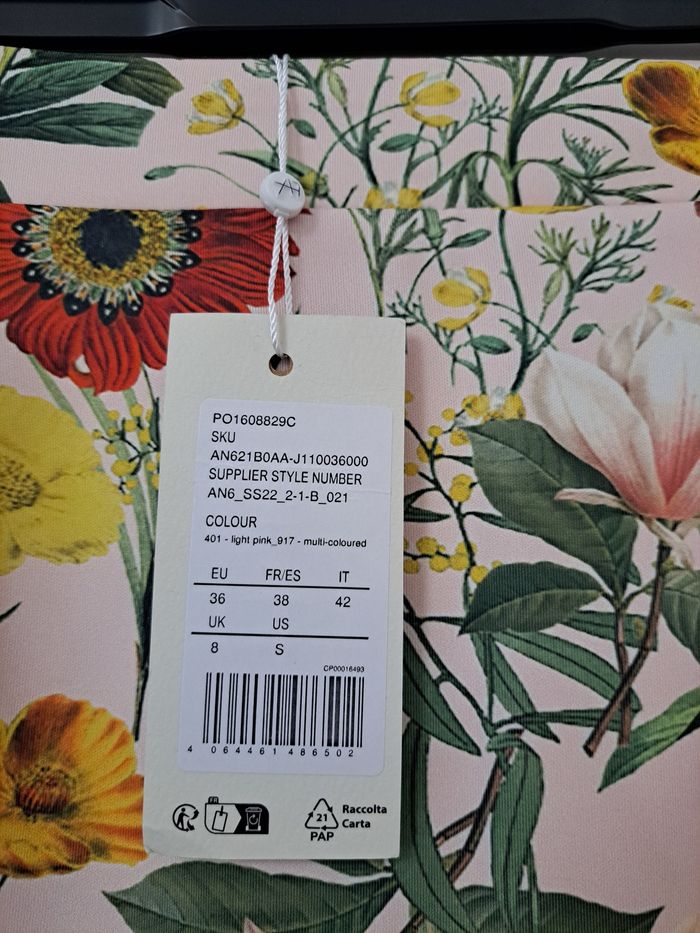 PO1608829C
SKU
AN621B0AA-J110036000
SUPPLIER STYLE NUMBER
AN6_SS22_2-1-B_021
COLOUR
401 - light pink_917 - multi-coloured
EU FR/ES IT
36 38 42
UK US
8 S
CP00016493
4 064461 486502
FR
21
PAP
Raccolta
Carta